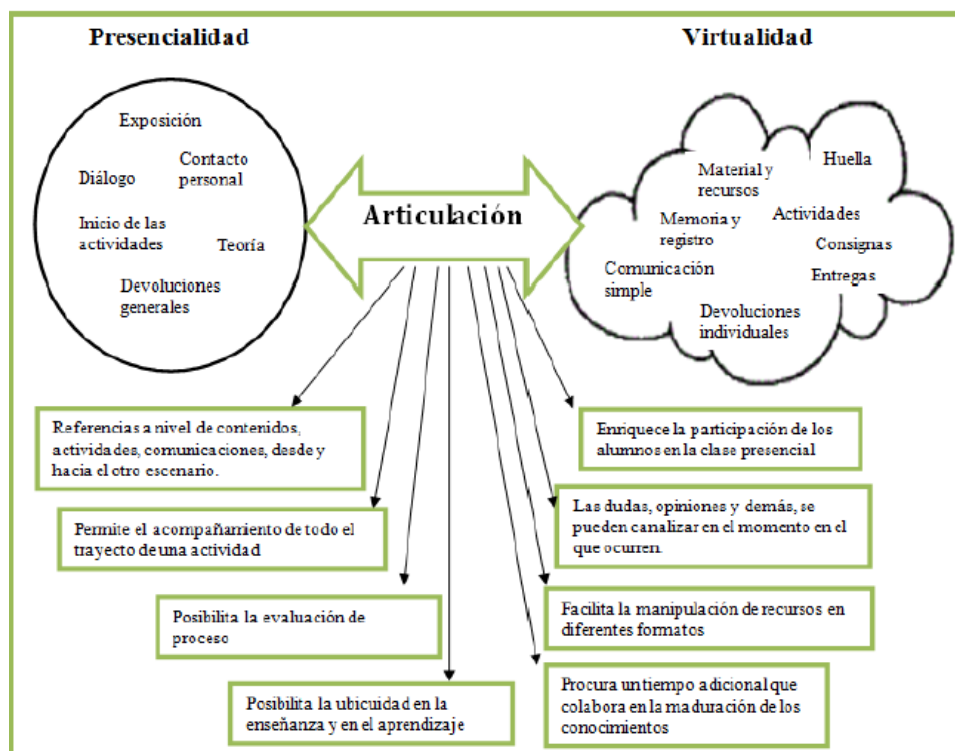 Presencialidad
Virtualidad
Exposición
Contacto
personal
Diálogo
Inicio de las
actividades
Teoría
Devoluciones
generales
Articulación
Huella
Material y
recursos
Actividades
Memoria y
registro
Consignas
Comunicación
simple
Entregas
Devoluciones
individuales
Referencias a nivel de contenidos,
actividades, comunicaciones, desde y
hacia el otro escenario.
Permite el acompañamiento de todo el
trayecto de una actividad
Posibilita la evaluación de
proceso
Posibilita la ubicuidad en la
enseñanza y en el aprendizaje
Enriquece la participación de los
alumnos en la clase presencial
Las dudas, opiniones y demás, se
pueden canalizar en el momento en el
que ocurren.
Facilita la manipulación de recursos en
diferentes formatos
Procura un tiempo adicional que
colabora en la maduración de los
conocimientos